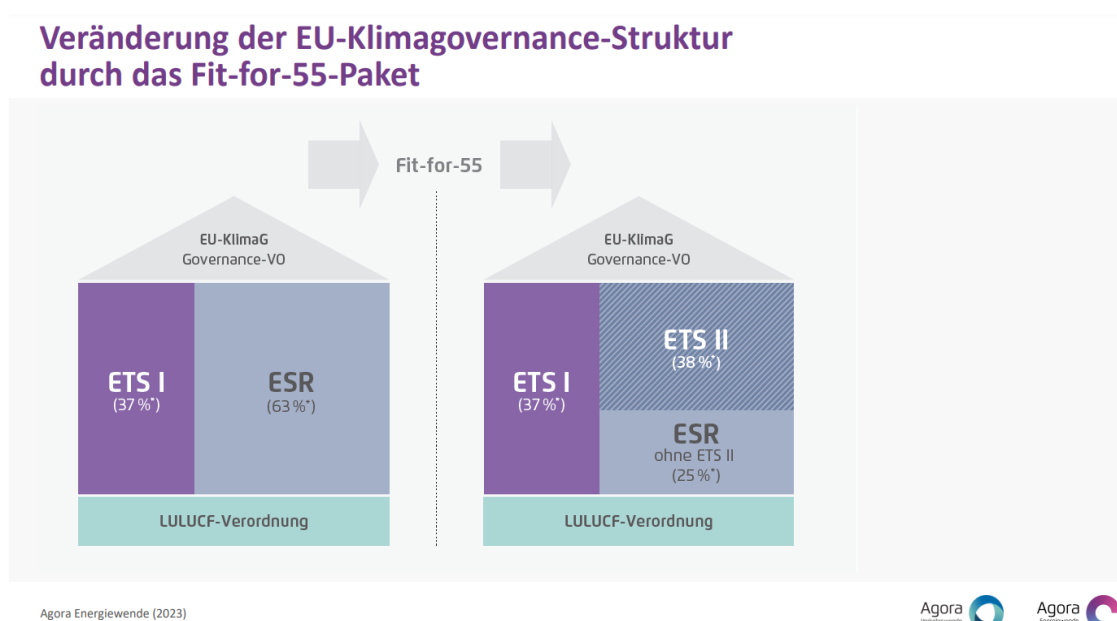 Veränderung der EU-Klimagovernance-Struktur
durch das Fit-for-55-Paket
Fit-for-55
EU-KlimaG
Governance-VO
ETS I
(37 %*)
ESR
(63 %*)
LULUCF-Verordnung
EU-KlimaG
Governance-VO
ETS I
(37 %*)
ETS II
(38 %*)
ESR
ohne ETS II
(25 %*)
LULUCF-Verordnung
Agora Energiewende (2023)
Agora
Agora